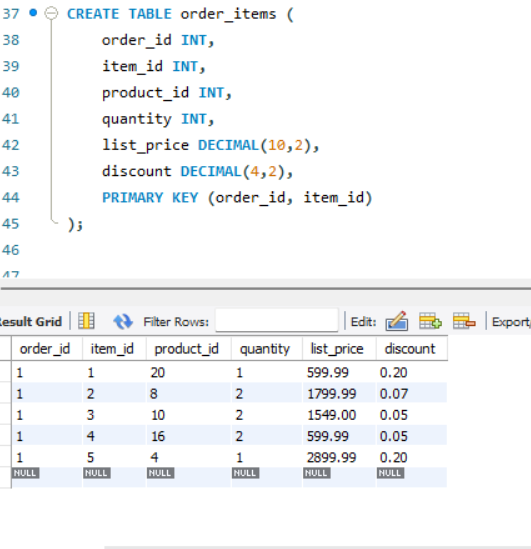 37 CREATE TABLE order_items (
38 order_id INT,
39 item_id INT,
40 product_id INT,
41 quantity INT,
42 list_price DECIMAL(10,2),
43 discount DECIMAL(4,2),
44 PRIMARY KEY (order_id, item_id)
45 );
46
47
Result Grid Filter Rows: Edit: Export/
order_id item_id product_id quantity list_price discount
1 1 20 1 599.99 0.20
1 2 8 2 1799.99 0.07
1 3 10 2 1549.00 0.05
1 4 16 2 599.99 0.05
1 5 4 1 2899.99 0.20
NULL NULL NULL NULL NULL NULL